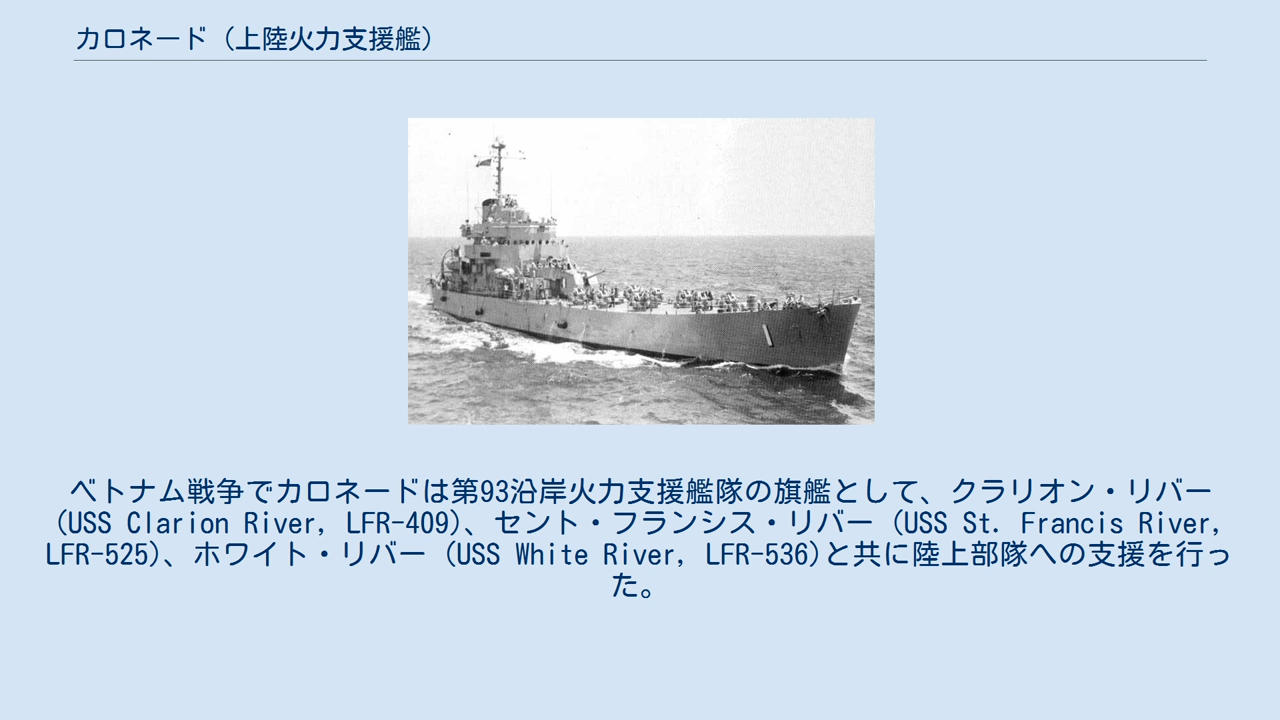 カロネード（上陸火力支援艦）
1
ベトナム戦争でカロネードは第93沿岸火力支援艦隊の旗艦として、クラリオン・リバー
（USS Clarion River, LFR-409）、セント・フランシス・リバー（USS St. Francis River,
LFR-525）、ホワイト・リバー（USS White River, LFR-536)と共に陸上部隊への支援を行っ
た。